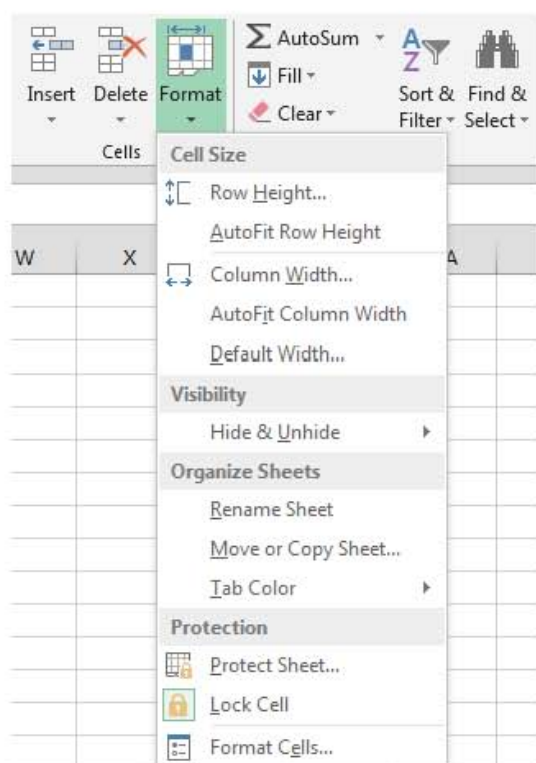 AutoSum
Fill
Clear
Insert Delete Format
Sort & Filter
Find & Select
Cells
Cell Size
Row Height...
AutoFit Row Height
W X A
Column Width...
AutoFit Column Width
Default Width...
Visibility
Hide & Unhide
Organize Sheets
Rename Sheet
Move or Copy Sheet...
Tab Color
Protection
Protect Sheet...
Lock Cell
Format Cells...